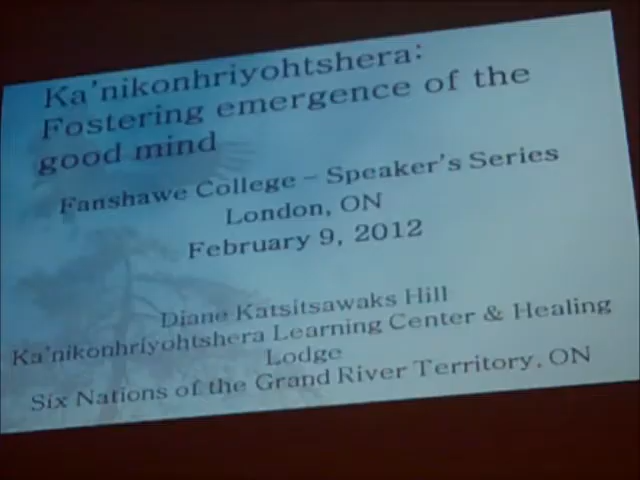 Ka'nikonhriyohtshera:
Fostering emergence of the
good mind
Fanshawe College – Speaker's Series
London, ON
February 9, 2012
Diane Katsitsawaks Hill
Ka'nikonhriyohtshera Learning Center & Healing
Lodge
Six Nations of the Grand River Territory, ON